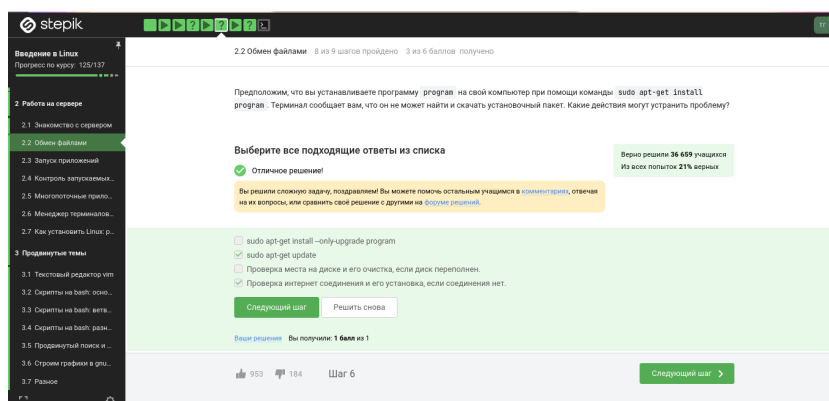 stepik
тг
Введение в Linux
Прогресс по курсу: 125/137
2 Работа на сервере
2.1 Знакомство с сервером
2.2 Обмен файлами
2.3 Запуск приложений
2.4 Контроль запускаемых...
2.5 Многопоточные прило...
2.6 Менеджер терминалов...
2.7 Как установить Linux: р...
3 Продвинутые темы
3.1 Текстовый редактор vim
3.2 Скрипты на bash: осно...
3.3 Скрипты на bash: ветв...
3.4 Скрипты на bash: разн...
3.5 Продвинутый поиск и ...
3.6 Строим графики в gnu...
3.7 Разное
2.2 Обмен файлами 8 из 9 шагов пройдено 3 из 6 баллов получено
Предположим, что вы устанавливаете программу program на свой компьютер при помощи команды sudo apt-get install
program . Терминал сообщает вам, что он не может найти и скачать установочный пакет. Какие действия могут устранить проблему?
Выберите все подходящие ответы из списка
Отличное решение!
Верно решили 36 659 учащихся
Из всех попыток 21% верных
Вы решили сложную задачу, поздравляем! Вы можете помочь остальным учащимся в комментариях, отвечая
на их вопросы, или сравнить своё решение с другими на форуме решений.
sudo apt-get install --only-upgrade program
sudo apt-get update
Проверка места на диске и его очистка, если диск переполнен.
Проверка интернет соединения и его установка, если соединения нет.
Следующий шаг
Решить снова
Ваши решения Вы получили: 1 балл из 1
953 184 Шаг 6
Следующий шаг